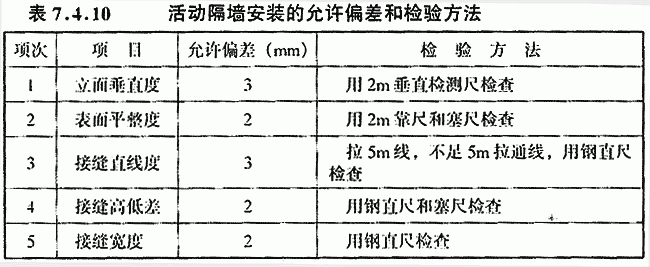 表 7.4.10 活动隔墙安装的允许偏差和检验方法
项次 项 目 允许偏差（mm） 检 验 方 法
1 立面垂直度 3 用 2m 垂直检测尺检查
2 表面平整度 2 用 2m 靠尺和塞尺检查
3 接缝直线度 3 拉 5m 线，不足 5m 拉通线，用钢直尺
检查
4 接缝高低差 2 用钢直尺和塞尺检查
5 接缝宽度 2 用钢直尺检查